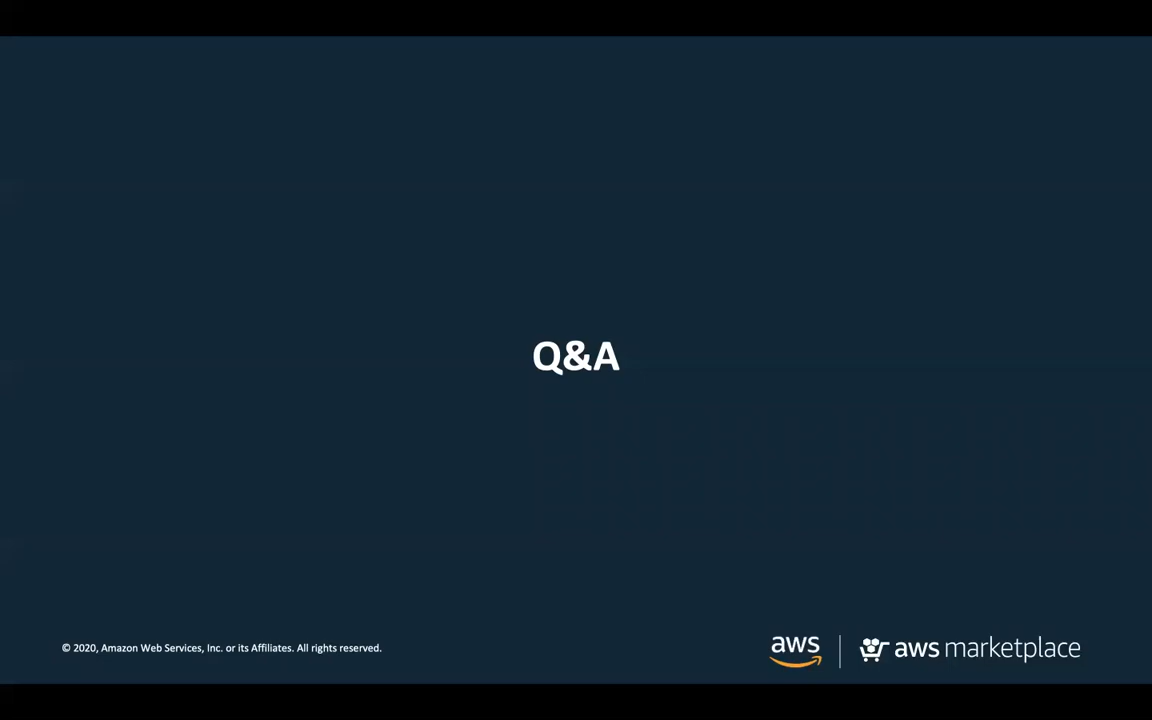 Q&A
© 2020, Amazon Web Services, Inc. or its Affiliates. All rights reserved.
aws
aws marketplace